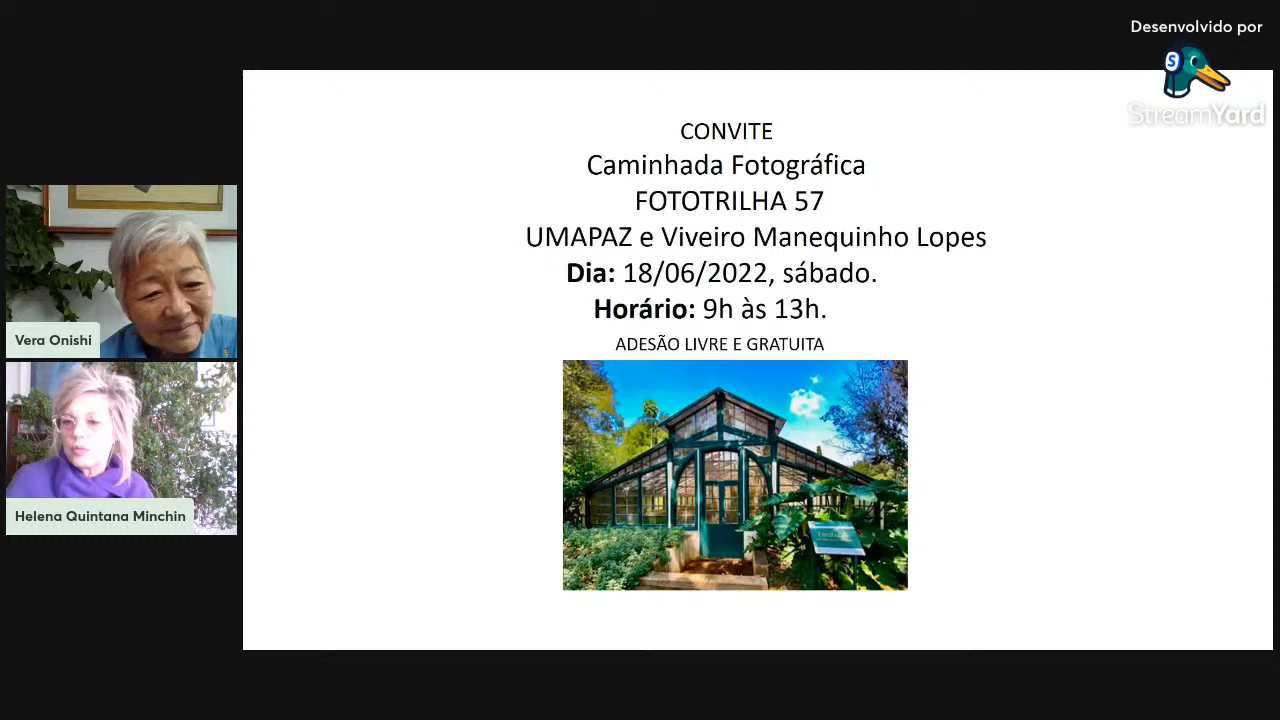 Desenvolvido por
S
StreamYard
CONVITE
Caminhada Fotográfica
FOTOTRILHA 57
UMAPAZ e Viveiro Manequinho Lopes
Dia: 18/06/2022, sábado.
Horário: 9h às 13h.
ADESÃO LIVRE E GRATUITA
Vera Onishi
Helena Quintana Minchin